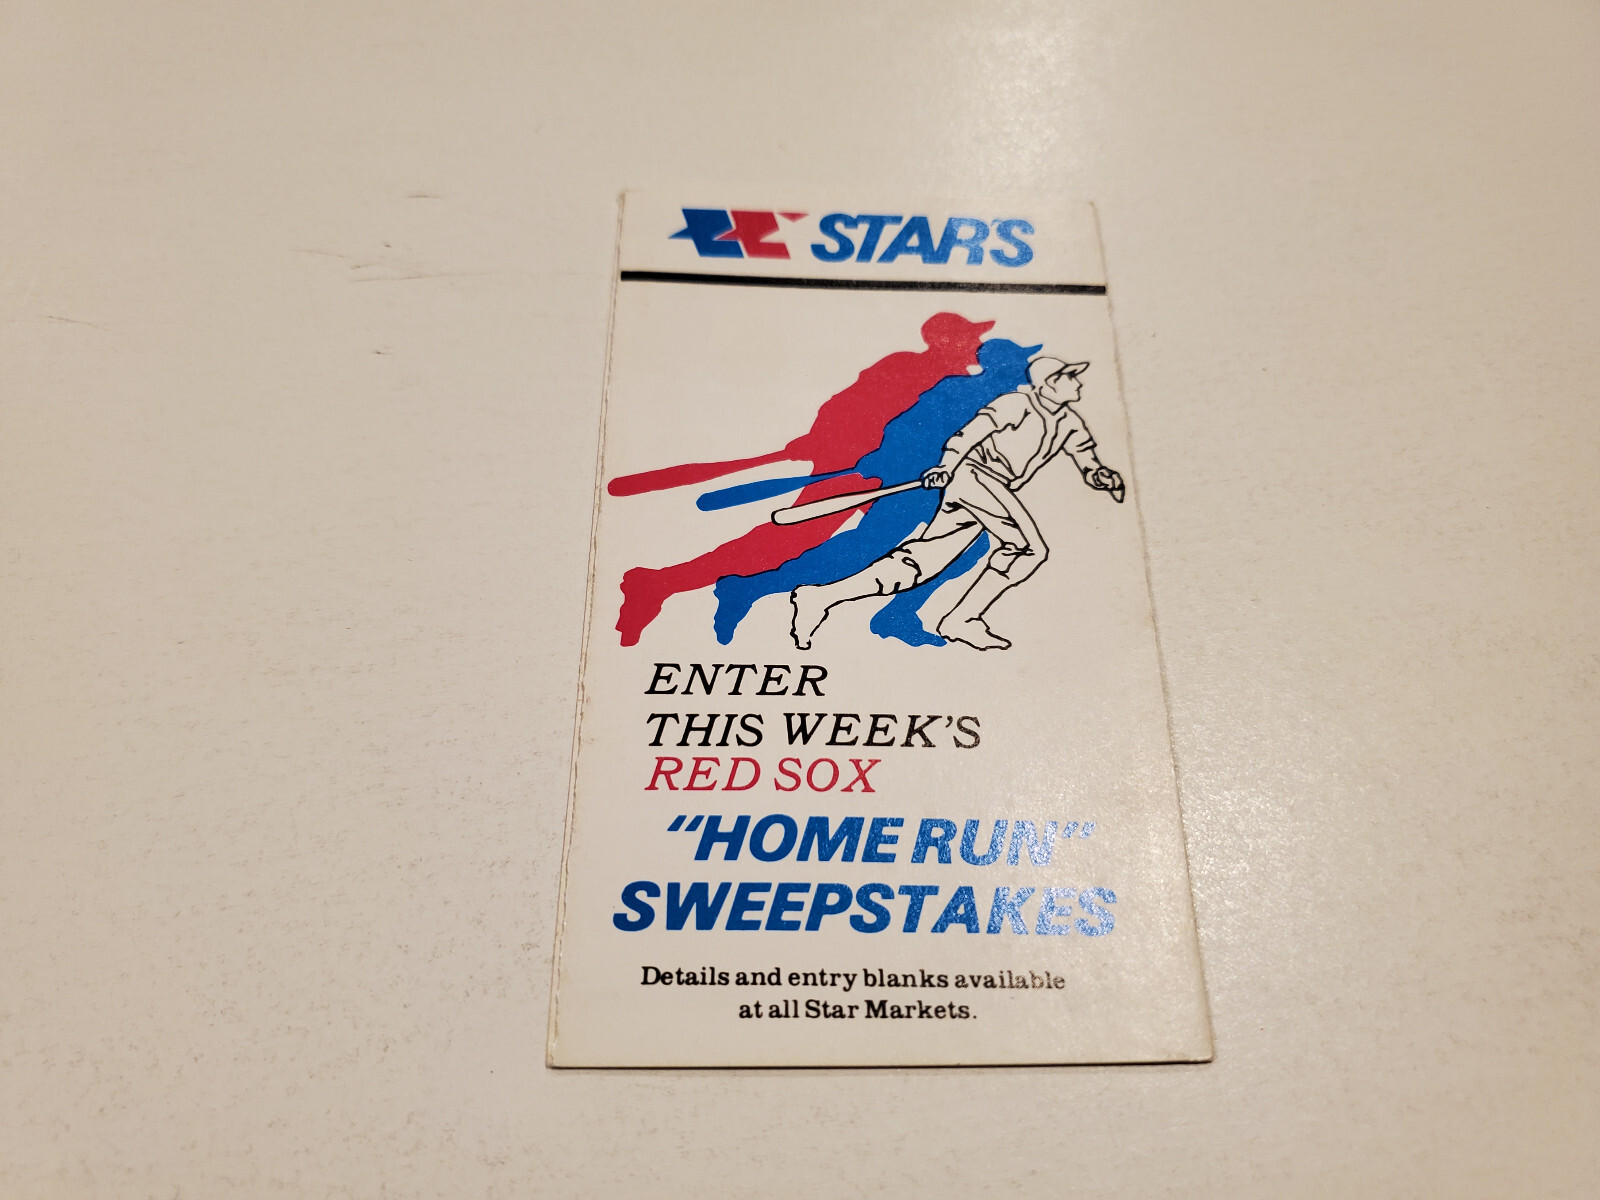 STAR'S
ENTER
THIS WEEK'S
RED SOX
"HOME RUN"
SWEEPSTAKES
Details and entry blanks available
at all Star Markets.